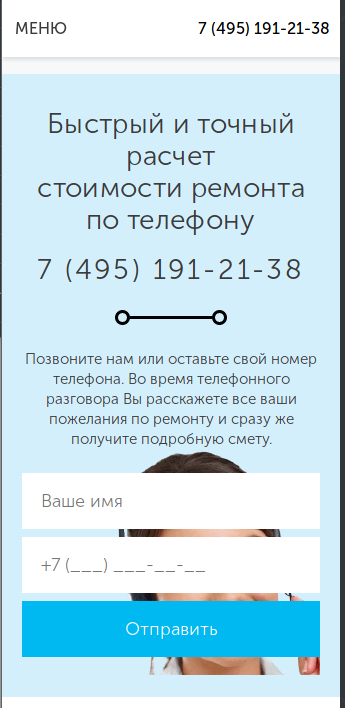 МЕНЮ 7 (495) 191-21-38
Быстрый и точный
расчет
стоимости ремонта
по телефону
7 (495) 191-21-38
Позвоните нам или оставьте свой номер
телефона. Во время телефонного
разговора Вы расскажете все ваши
пожелания по ремонту и сразу же
получите подробную смету.
Ваше имя
+7 (___) ___-__-__
Отправить